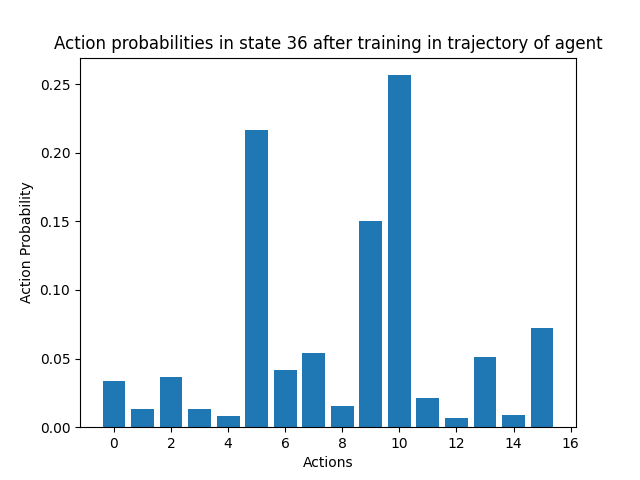 Action probabilities in state 36 after training in trajectory of agent
0.25
0.20
0.15
0.10
0.05
0.00
Action Probability
0 2 4 6 8 10 12 14 16
Actions